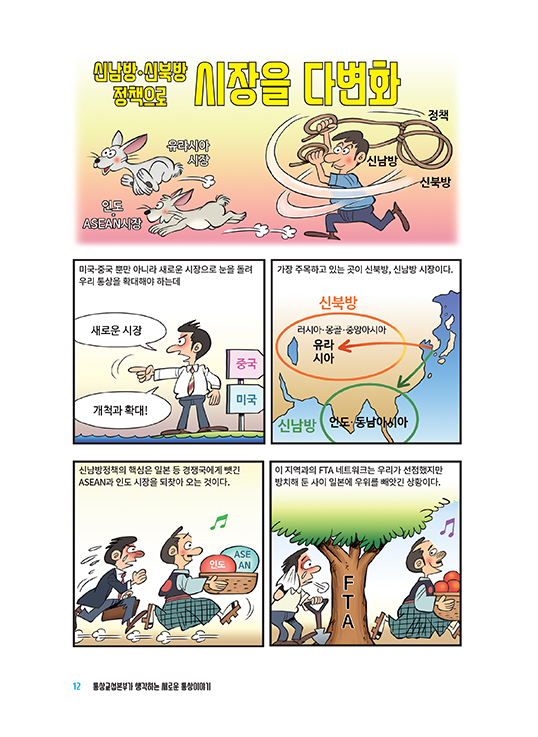 신남방·신북방
정책으로
시장을 다변화
정책
유라시아
시장
신남방
신북방
인도
·
ASEAN시장
미국·중국 뿐만 아니라 새로운 시장으로 눈을 돌려
우리 통상을 확대해야 하는데
새로운 시장
개척과 확대!
중국
미국
가장 주목하고 있는 곳이 신북방, 신남방 시장이다.
신북방
러시아·몽골·중앙아시아
유라
시아
신남방
인도·동남아시아
신남방정책의 핵심은 일본 등 경쟁국에게 뺏긴
ASEAN과 인도 시장을 되찾아 오는 것이다.
인도
ASE
AN
이 지역과의 FTA 네트워크는 우리가 선점했지만
방치해 둔 사이 일본에 우위를 빼앗긴 상황이다.
FTA
12 통상교섭본부가 생각하는 새로운 통상이야기